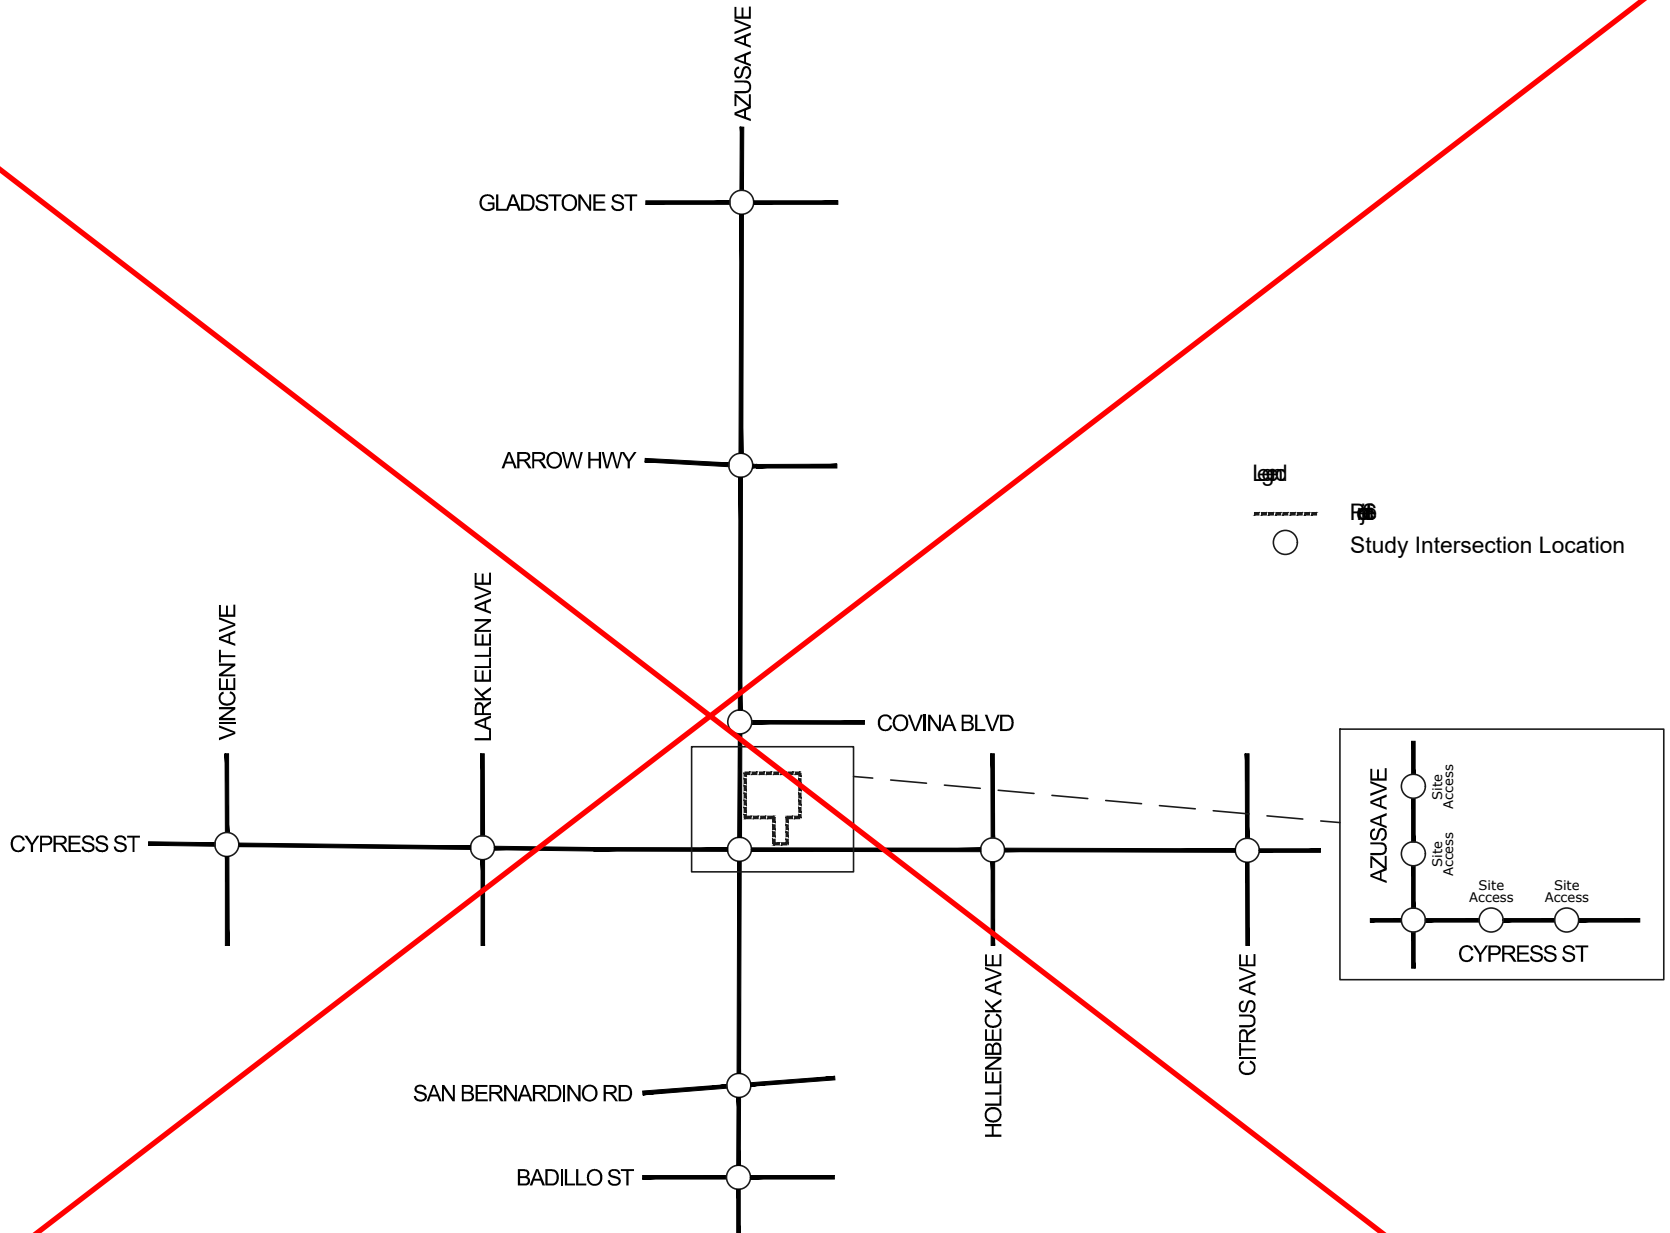 AZUSA AVE
GLADSTONE ST
ARROW HWY
Legend
Study Intersection Location
VINCENT AVE
LARK ELLEN AVE
COVINA BLVD
CYPRESS ST
AZUSA AVE
Site
Access
Site
Access
Site
Access
Site
Access
CYPRESS ST
HOLLENBECK AVE
CITRUS AVE
SAN BERNARDINO RD
BADILLO ST